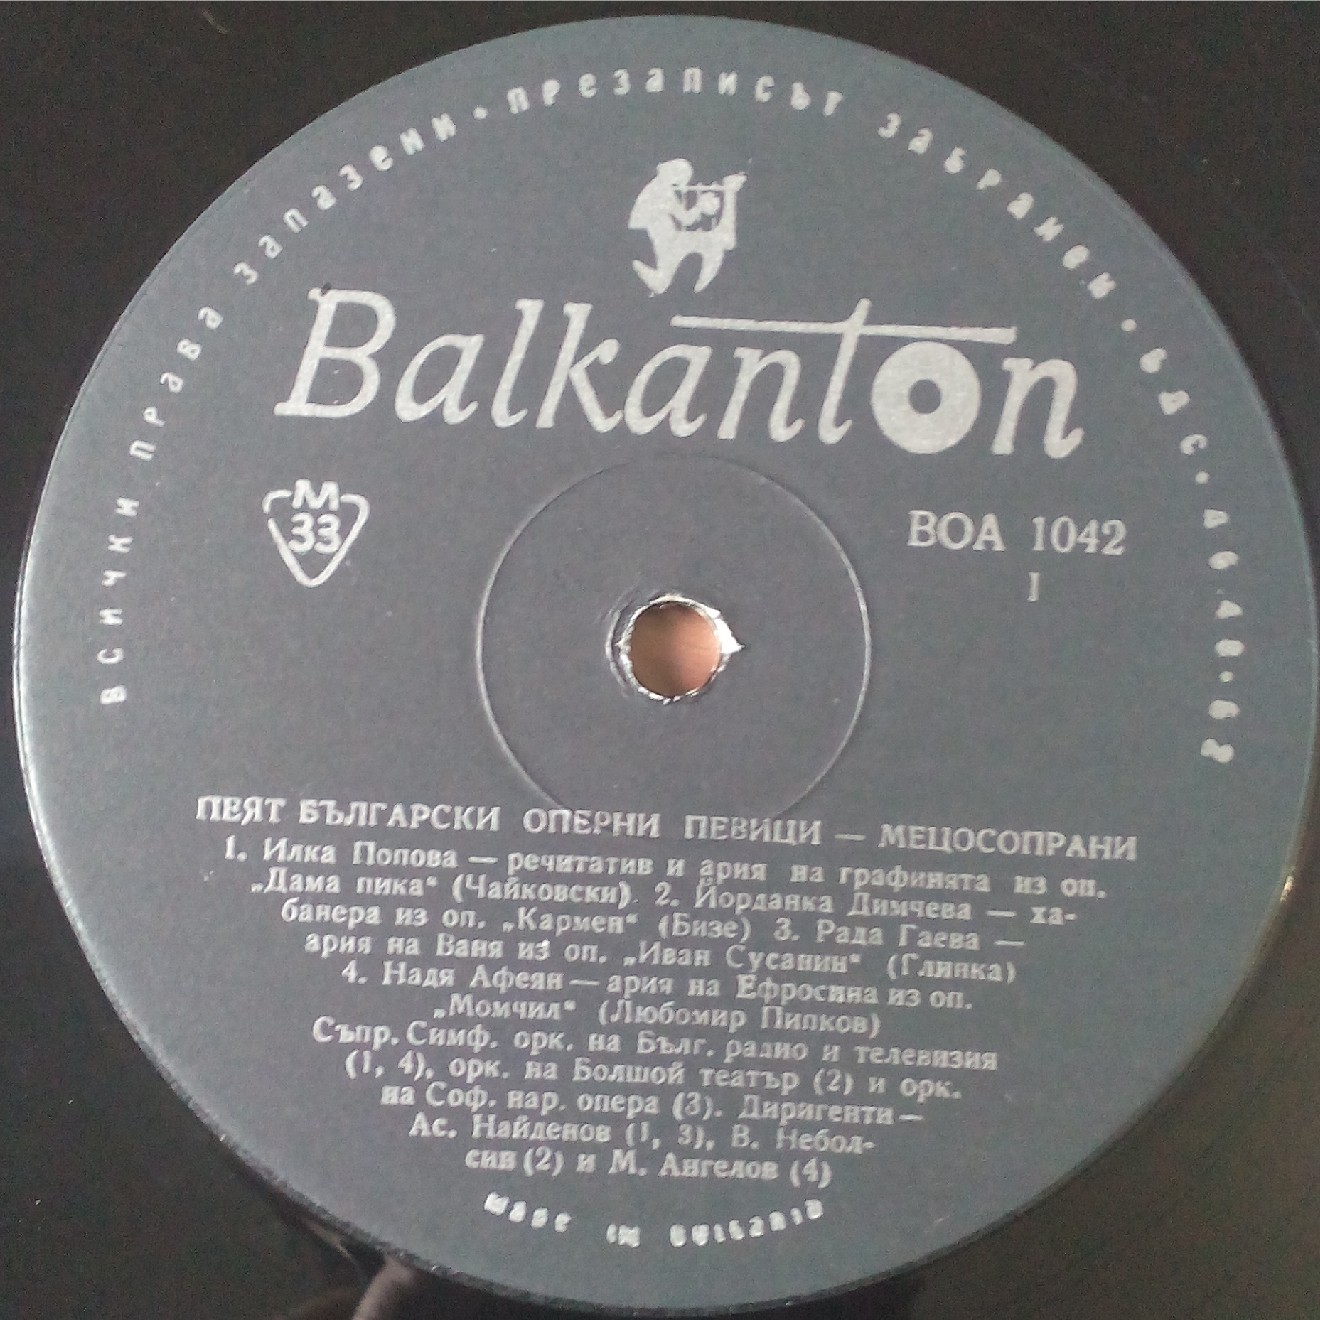 ВСИЧКИ ПРАВА ЗАПАЗЕНИ · ПРЕЗАПИСЪТ ЗАБРАНЕН · БДС ·
Balkanton
М
33
ВОА 1042
I
ПЕЯТ БЪЛГАРСКИ ОПЕРНИ ПЕВИЦИ — МЕЦОСОПРАНИ
1. Илка Попова — речитатив и ария на графинята из оп.
„Дама пика“ (Чайковски). 2. Йорданка Димчева — ха-
банера из оп. „Кармен“ (Бизе) 3. Рада Гаева —
ария на Ваня из оп. „Иван Сусанин“ (Глинка)
4. Надя Афеян — ария на Ефросина из оп.
„Момчил“ (Любомир Пипков)
Съпр. Симф. орк. на Бълг. радио и телевизия
(1, 4), орк. на Болшой театър (2) и орк.
на Соф. нар. опера (3). Диригенти —
Ас. Найденов (1, 3), В. Небол-
син (2) и М. Ангелов (4)
MADE IN BULGARIA